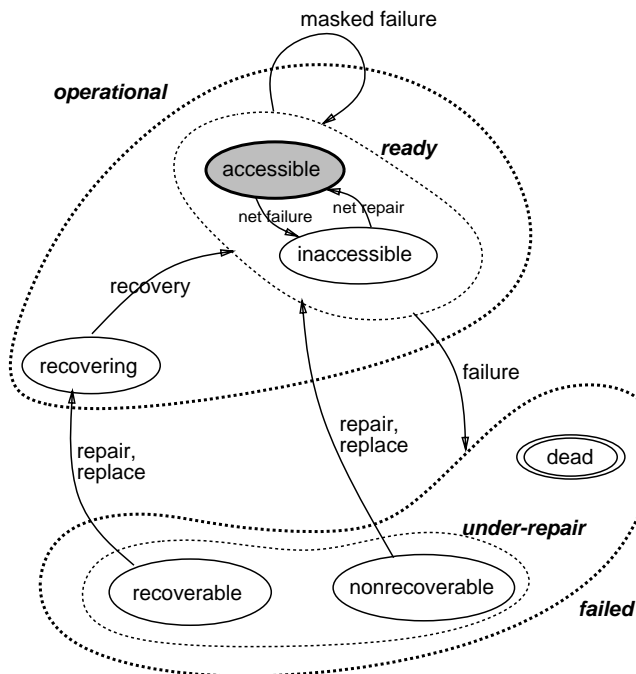 masked failure
operational
ready
accessible
net failure
net repair
inaccessible
recovery
recovering
failure
repair,
replace
repair,
replace
dead
under-repair
recoverable
nonrecoverable
failed